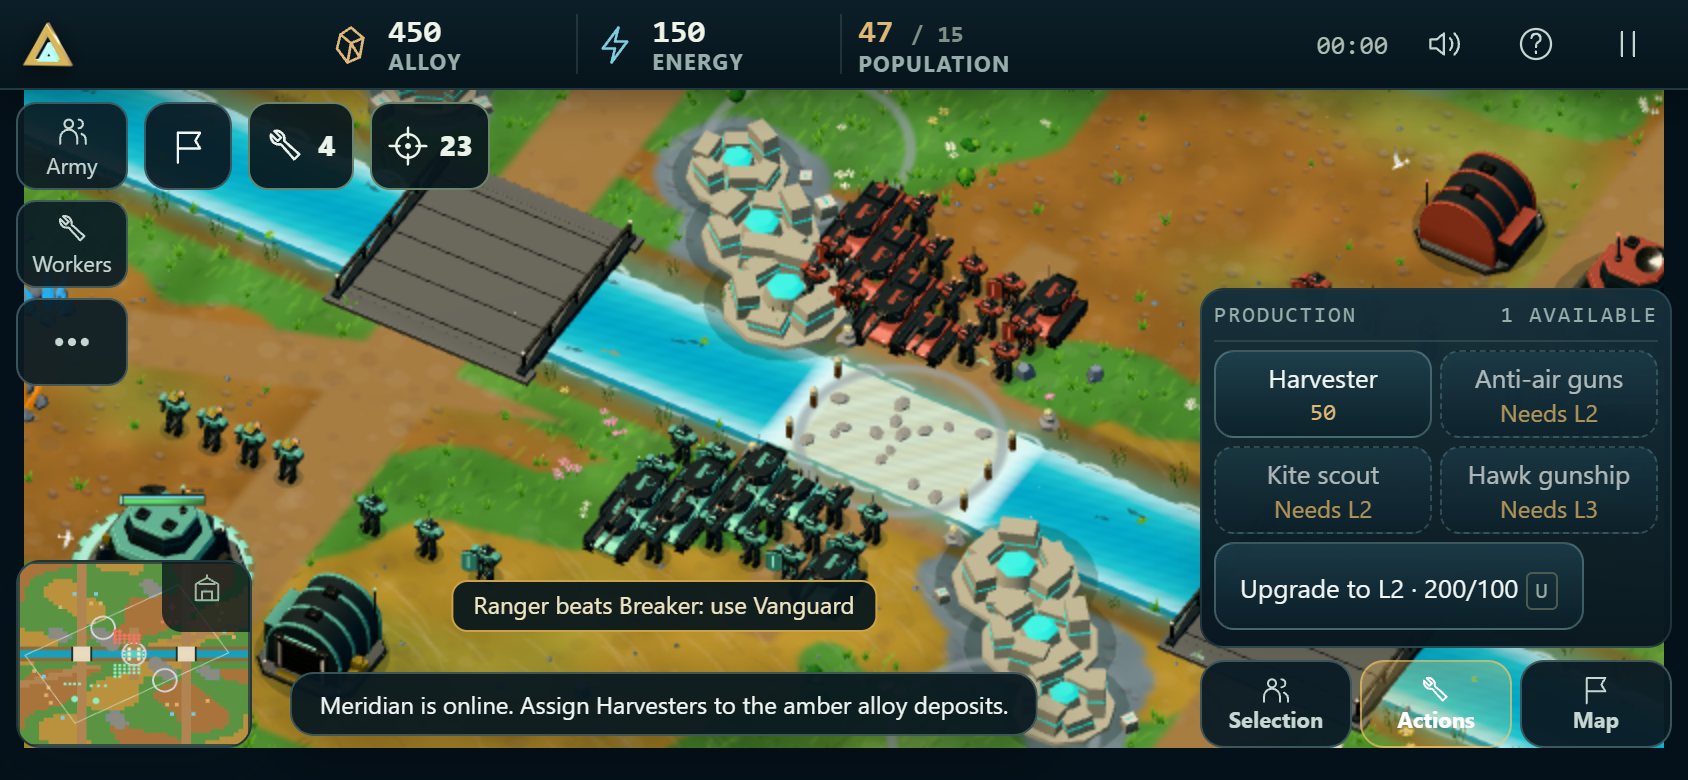 450
ALLOY
150
ENERGY
47 / 15
POPULATION
00:00
Army
4
23
Workers
PRODUCTION
1 AVAILABLE
Harvester
50
Anti-air guns
Needs L2
Kite scout
Needs L2
Hawk gunship
Needs L3
Upgrade to L2 · 200/100 U
Ranger beats Breaker: use Vanguard
Meridian is online. Assign Harvesters to the amber alloy deposits.
Selection
Actions
Map